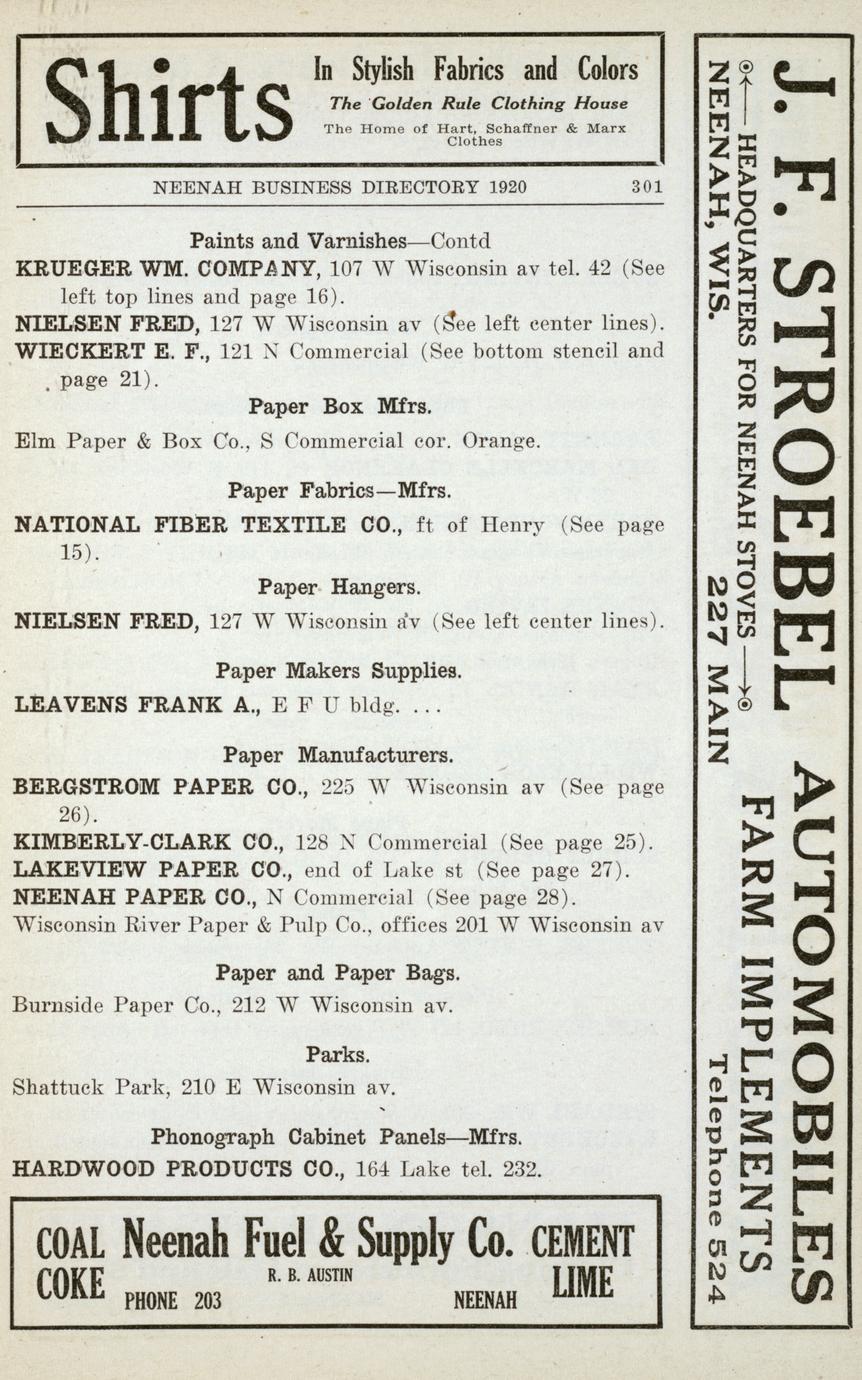 Shirts
In Stylish Fabrics and Colors
The Golden Rule Clothing House
The Home of Hart, Schaffner & Marx
Clothes
NEENAH BUSINESS DIRECTORY 1920 301
Paints and Varnishes—Contd
KRUEGER WM. COMPANY, 107 W Wisconsin av tel. 42 (See
left top lines and page 16).
NIELSEN FRED, 127 W Wisconsin av (See left center lines).
WIECKERT E. F., 121 N Commercial (See bottom stencil and
page 21).
Paper Box Mfrs.
Elm Paper & Box Co., S Commercial cor. Orange.
Paper Fabrics—Mfrs.
NATIONAL FIBER TEXTILE CO., ft of Henry (See page
15).
Paper Hangers.
NIELSEN FRED, 127 W Wisconsin av (See left center lines).
Paper Makers Supplies.
LEAVENS FRANK A., E F U bldg. ...
Paper Manufacturers.
BERGSTROM PAPER CO., 225 W Wisconsin av (See page
26).
KIMBERLY-CLARK CO., 128 N Commercial (See page 25).
LAKEVIEW PAPER CO., end of Lake st (See page 27).
NEENAH PAPER CO., N Commercial (See page 28).
Wisconsin River Paper & Pulp Co., offices 201 W Wisconsin av
Paper and Paper Bags.
Burnside Paper Co., 212 W Wisconsin av.
Parks.
Shattuck Park, 210 E Wisconsin av.
Phonograph Cabinet Panels—Mfrs.
HARDWOOD PRODUCTS CO., 164 Lake tel. 232.
COAL Neenah Fuel & Supply Co. CEMENT
COKE R. B. AUSTIN LIME
PHONE 203 NEENAH
J. F. STROEBEL AUTOMOBILES
HEADQUARTERS FOR NEENAH STOVES FARM IMPLEMENTS
NEENAH, WIS. 227 MAIN Telephone 524